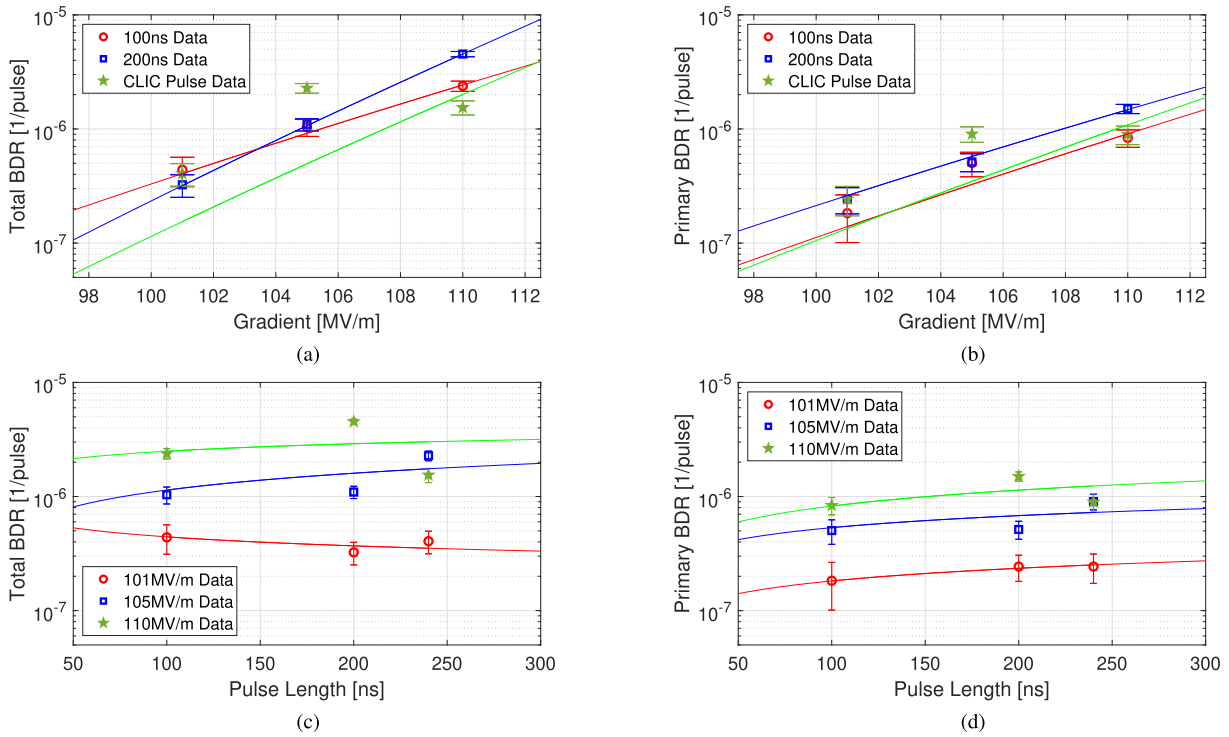 10^-5
10^-6
10^-7
Total BDR [1/pulse]
100ns Data
200ns Data
CLIC Pulse Data
98 100 102 104 106 108 110 112
Gradient [MV/m]
(a)
10^-5
10^-6
10^-7
Primary BDR [1/pulse]
100ns Data
200ns Data
CLIC Pulse Data
98 100 102 104 106 108 110 112
Gradient [MV/m]
(b)
10^-5
10^-6
10^-7
Total BDR [1/pulse]
101MV/m Data
105MV/m Data
110MV/m Data
50 100 150 200 250 300
Pulse Length [ns]
(c)
10^-5
10^-6
10^-7
Primary BDR [1/pulse]
101MV/m Data
105MV/m Data
110MV/m Data
50 100 150 200 250 300
Pulse Length [ns]
(d)